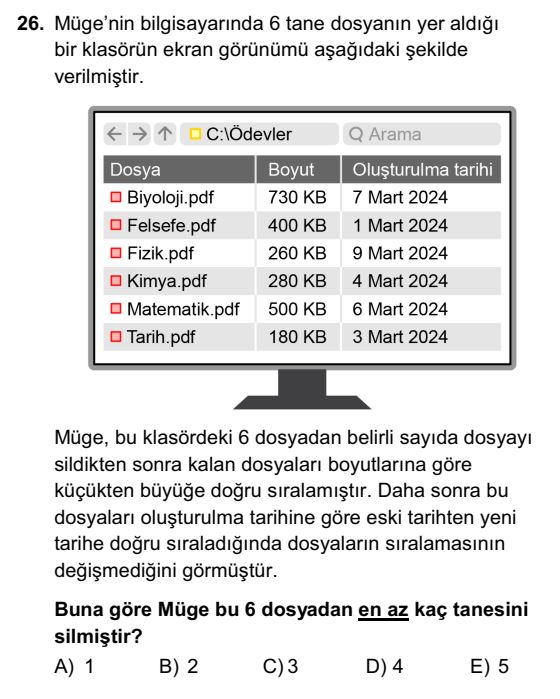 26. Müge'nin bilgisayarında 6 tane dosyanın yer aldığı
bir klasörün ekran görünümü aşağıdaki şekilde
verilmiştir.
C:\Ödevler Arama
Dosya Boyut Oluşturulma tarihi
Biyoloji.pdf 730 KB 7 Mart 2024
Felsefe.pdf 400 KB 1 Mart 2024
Fizik.pdf 260 KB 9 Mart 2024
Kimya.pdf 280 KB 4 Mart 2024
Matematik.pdf 500 KB 6 Mart 2024
Tarih.pdf 180 KB 3 Mart 2024
Müge, bu klasördeki 6 dosyadan belirli sayıda dosyayı
sildikten sonra kalan dosyaları boyutlarına göre
küçükten büyüğe doğru sıralamıştır. Daha sonra bu
dosyaları oluşturulma tarihine göre eski tarihten yeni
tarihe doğru sıraladığında dosyaların sıralamasının
değişmediğini görmüştür.
Buna göre Müge bu 6 dosyadan en az kaç tanesini
silmiştir?
A) 1 B) 2 C) 3 D) 4 E) 5